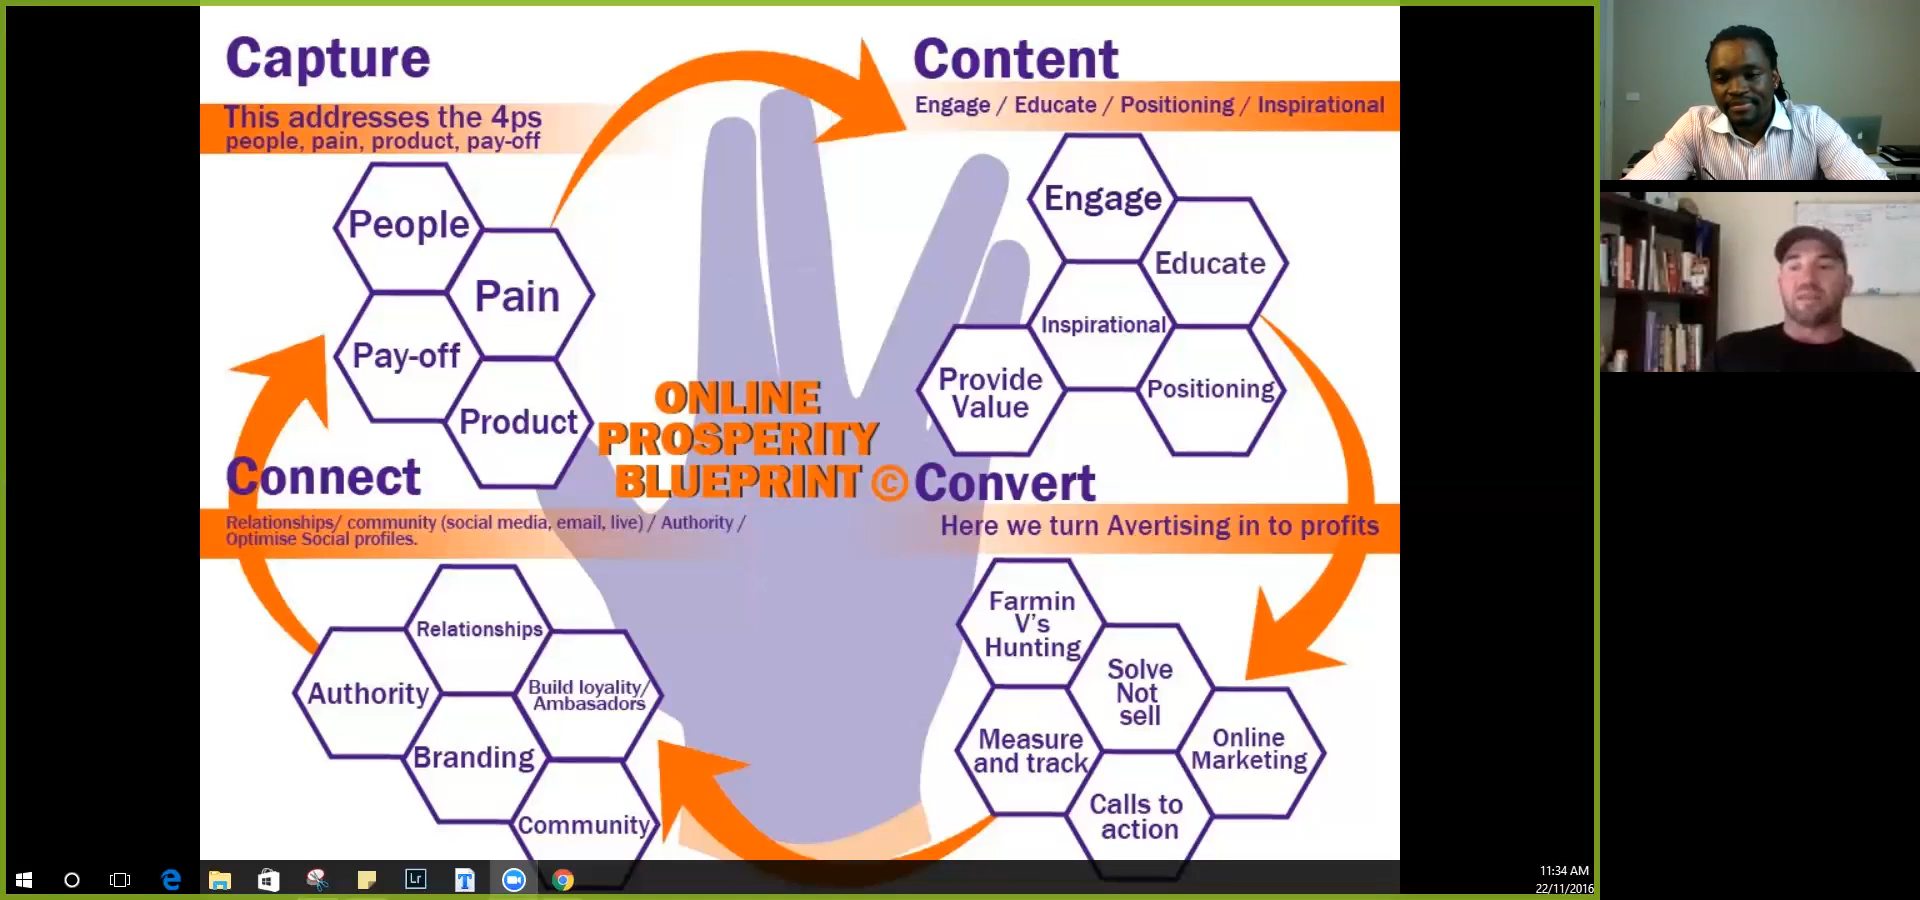 Capture
This addresses the 4ps
people, pain, product, pay-off
People
Pain
Pay-off
Product
Content
Engage / Educate / Positioning / Inspirational
Engage
Educate
Inspirational
Provide
Value
Positioning
ONLINE
PROSPERITY
BLUEPRINT ©
Connect
Relationships/ community (social media, email, live) / Authority /
Optimise Social profiles.
Relationships
Authority
Build loyality/
Ambasadors
Branding
Community
Convert
Here we turn Avertising in to profits
Farmin
V's
Hunting
Solve
Not
sell
Measure
and track
Online
Marketing
Calls to
action
Lr
T
11:34 AM
22/11/2016